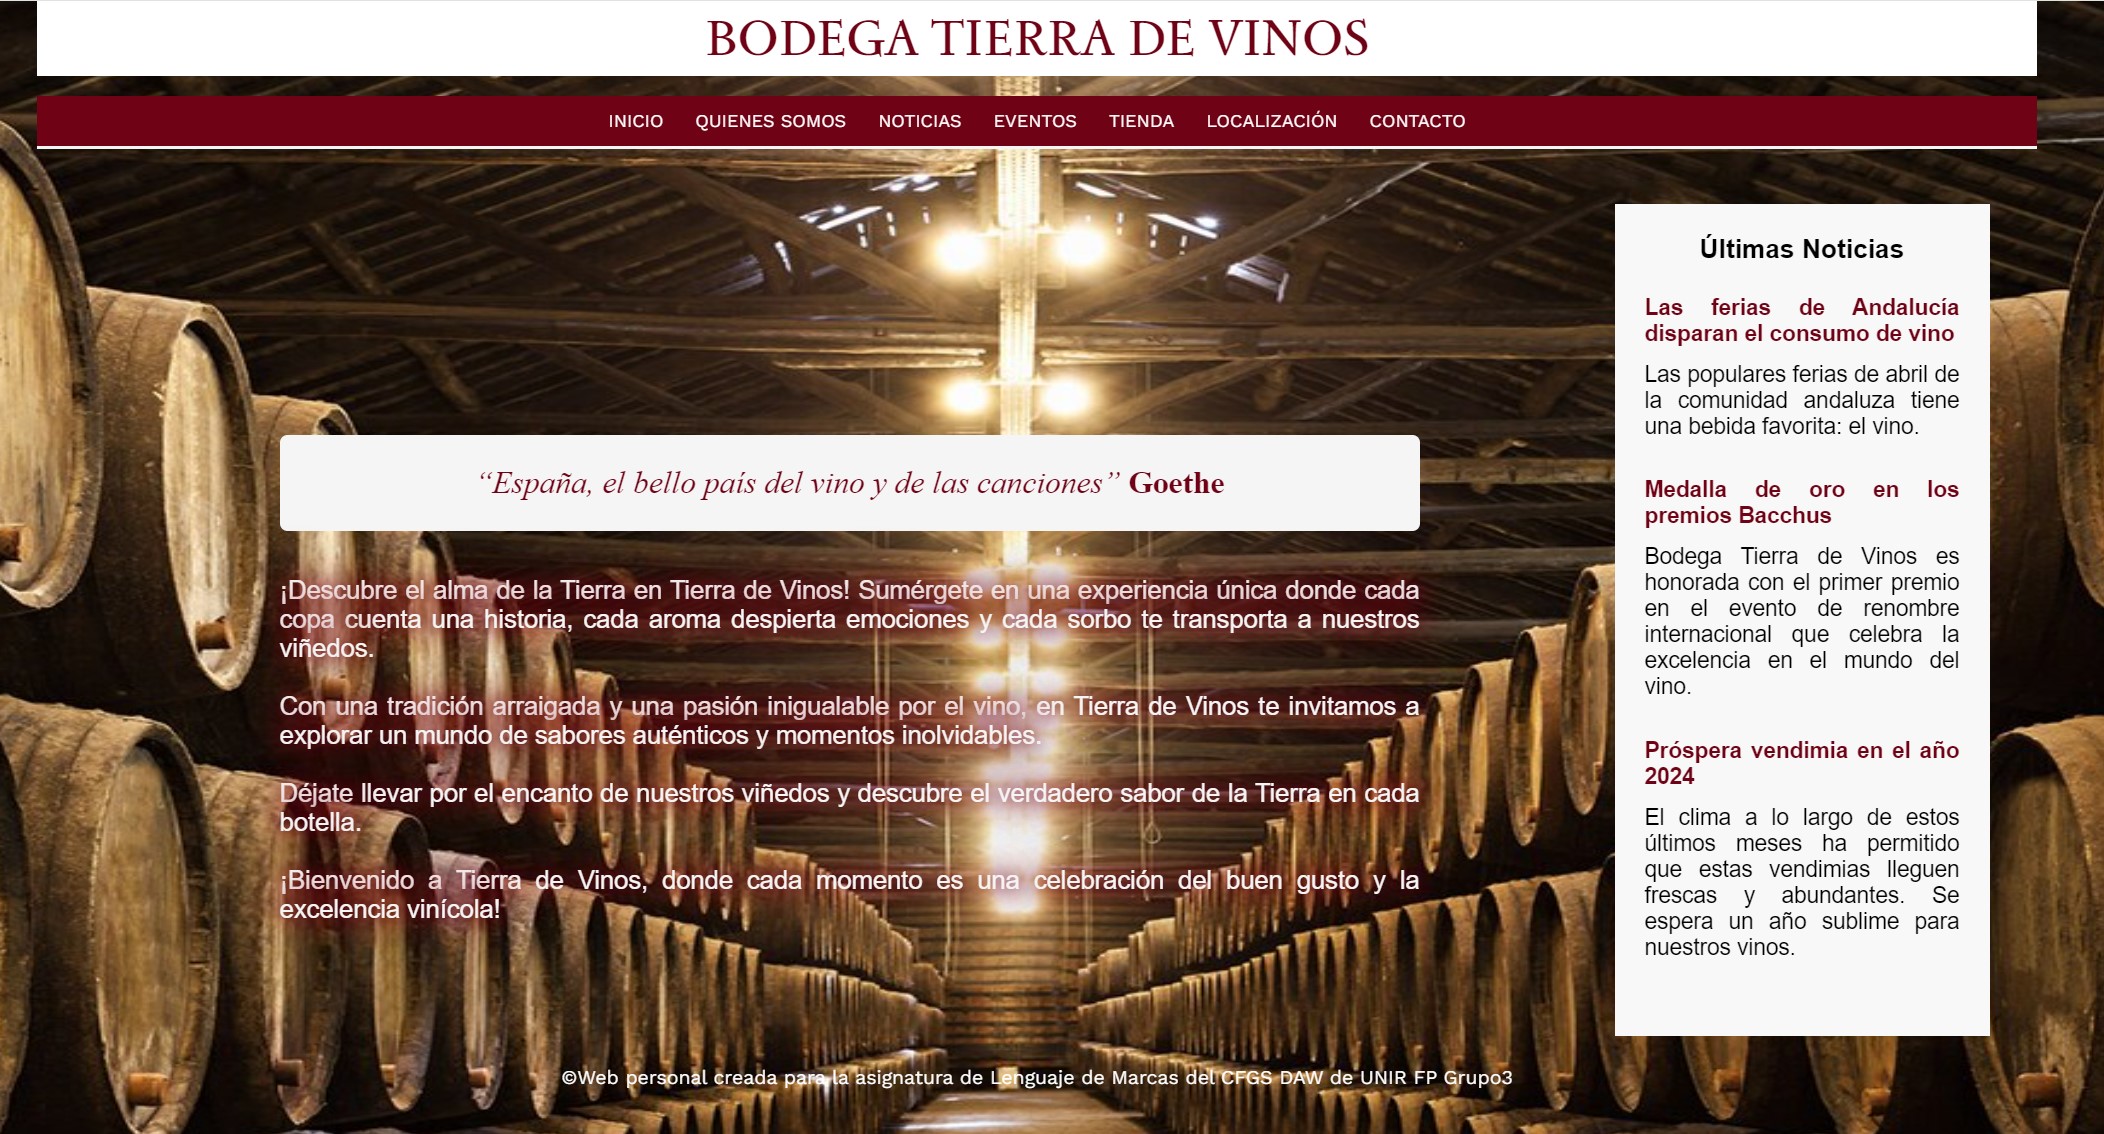 BODEGA TIERRA DE VINOS
INICIO QUIENES SOMOS NOTICIAS EVENTOS TIENDA LOCALIZACIÓN CONTACTO
“España, el bello país del vino y de las canciones” Goethe
¡Descubre el alma de la Tierra en Tierra de Vinos! Sumérgete en una experiencia única donde cada
copa cuenta una historia, cada aroma despierta emociones y cada sorbo te transporta a nuestros
viñedos.
Con una tradición arraigada y una pasión inigualable por el vino, en Tierra de Vinos te invitamos a
explorar un mundo de sabores auténticos y momentos inolvidables.
Déjate llevar por el encanto de nuestros viñedos y descubre el verdadero sabor de la Tierra en cada
botella.
¡Bienvenido a Tierra de Vinos, donde cada momento es una celebración del buen gusto y la
excelencia vinícola!
Últimas Noticias
Las ferias de Andalucía
disparan el consumo de vino
Las populares ferias de abril de
la comunidad andaluza tiene
una bebida favorita: el vino.
Medalla de oro en los
premios Bacchus
Bodega Tierra de Vinos es
honorada con el primer premio
en el evento de renombre
internacional que celebra la
excelencia en el mundo del
vino.
Próspera vendimia en el año
2024
El clima a lo largo de estos
últimos meses ha permitido
que estas vendimias lleguen
frescas y abundantes. Se
espera un año sublime para
nuestros vinos.
©Web personal creada para la asignatura de Lenguaje de Marcas del CFGS DAW de UNIR FP Grupo3